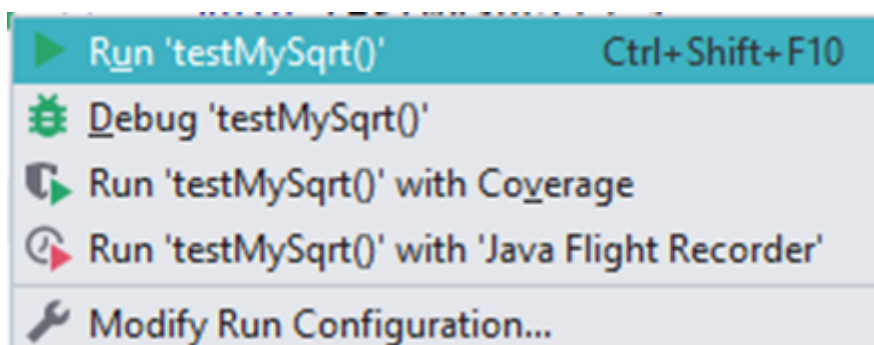 Run 'testMySqrt()' Ctrl+Shift+F10
Debug 'testMySqrt()'
Run 'testMySqrt()' with Coverage
Run 'testMySqrt()' with 'Java Flight Recorder'
Modify Run Configuration...